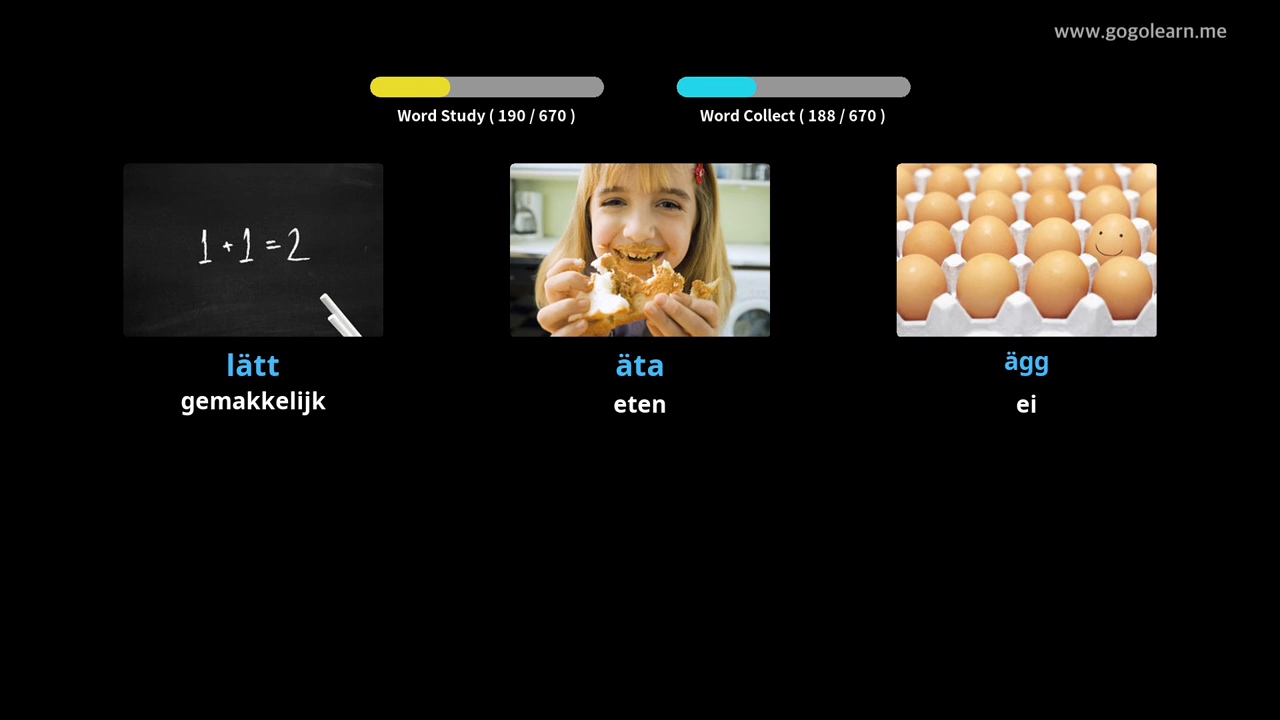 www.gogolearn.me
Word Study ( 190 / 670 )
Word Collect ( 188 / 670 )
1 + 1 = 2
lätt
gemakkelijk
äta
eten
ägg
ei